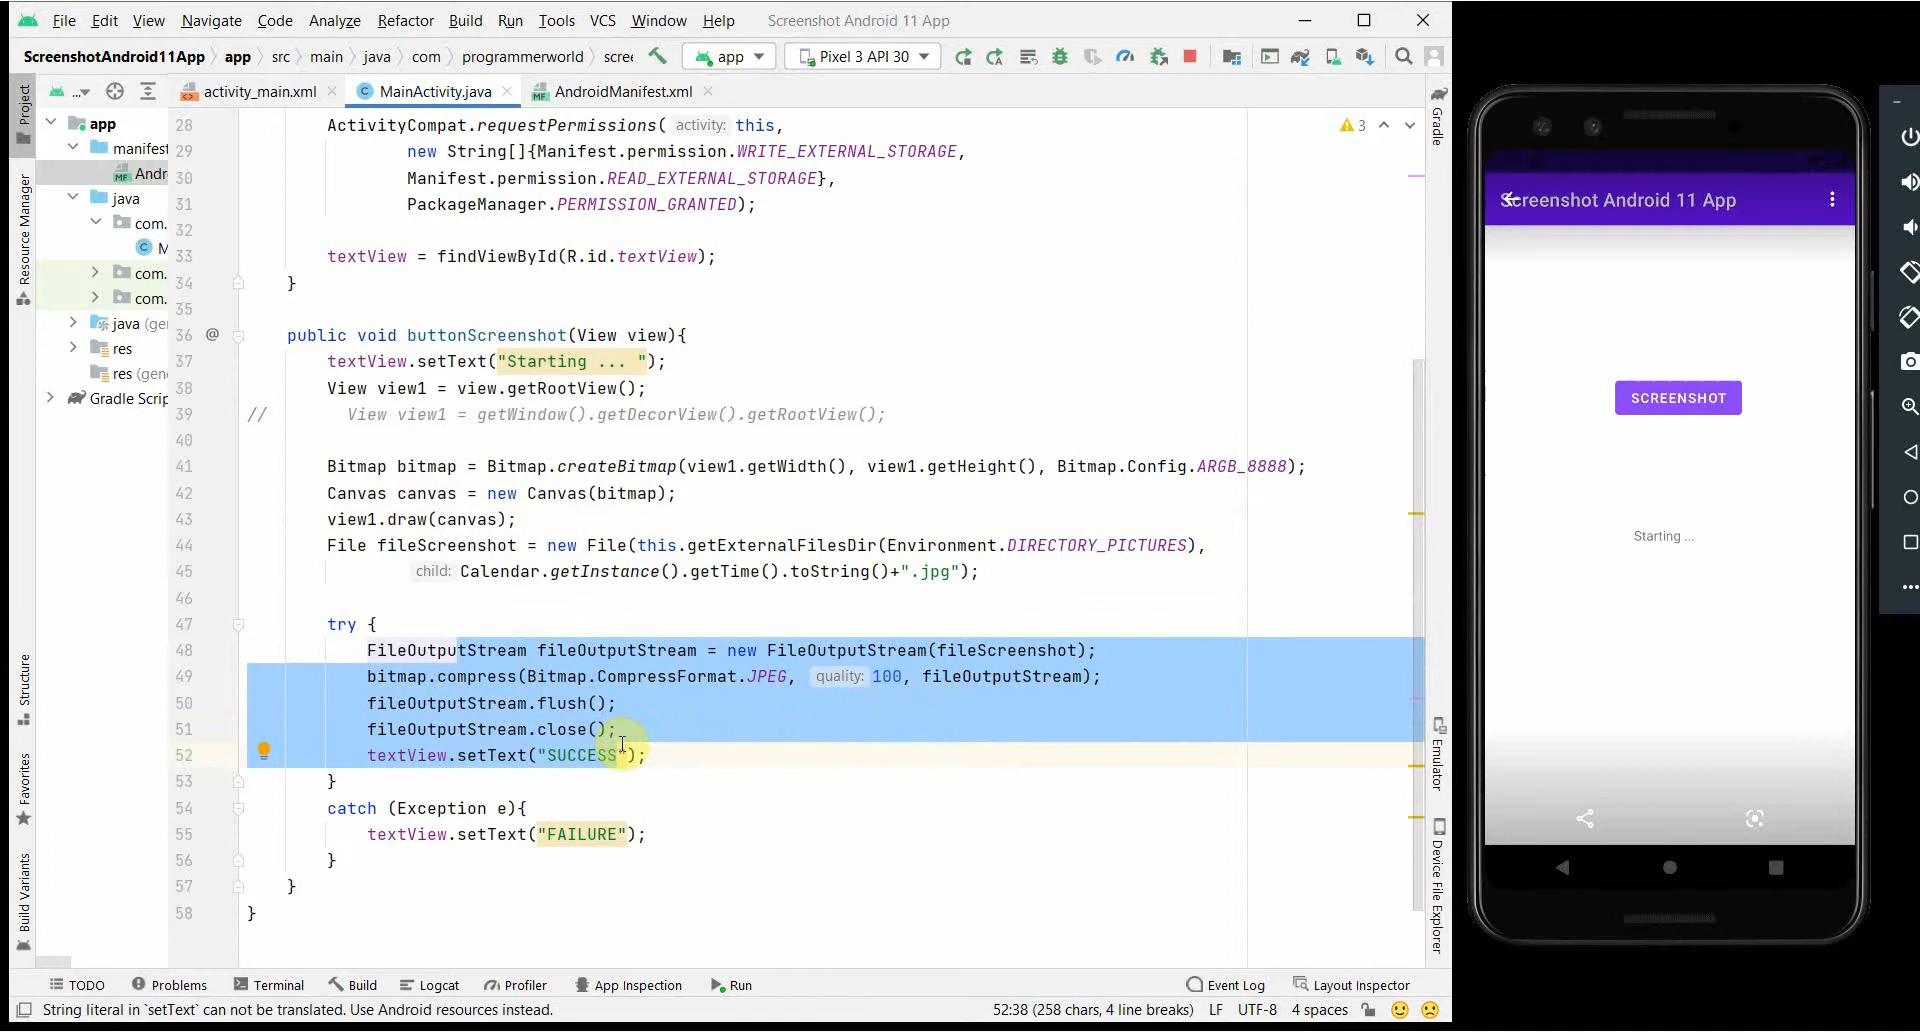 File Edit View Navigate Code Analyze Refactor Build Run Tools VCS Window Help Screenshot Android 11 App
ScreenshotAndroid11App app src main java com programmerworld scree app Pixel 3 API 30
Project
Resource Manager
Structure
Favorites
Build Variants
...
app
manifest
Andr
java
com.
M
com.
com.
java (ge
res
res (gen
Gradle Scrip
activity_main.xml MainActivity.java AndroidManifest.xml
3
28 ActivityCompat.requestPermissions( activity: this,
29 new String[]{Manifest.permission.WRITE_EXTERNAL_STORAGE,
30 Manifest.permission.READ_EXTERNAL_STORAGE},
31 PackageManager.PERMISSION_GRANTED);
32
33 textView = findViewById(R.id.textView);
34 }
35
36 @ public void buttonScreenshot(View view){
37 textView.setText("Starting ... ");
38 View view1 = view.getRootView();
39 // View view1 = getWindow().getDecorView().getRootView();
40
41 Bitmap bitmap = Bitmap.createBitmap(view1.getWidth(), view1.getHeight(), Bitmap.Config.ARGB_8888);
42 Canvas canvas = new Canvas(bitmap);
43 view1.draw(canvas);
44 File fileScreenshot = new File(this.getExternalFilesDir(Environment.DIRECTORY_PICTURES),
45 child: Calendar.getInstance().getTime().toString()+".jpg");
46
47 try {
48 FileOutputStream fileOutputStream = new FileOutputStream(fileScreenshot);
49 bitmap.compress(Bitmap.CompressFormat.JPEG, quality: 100, fileOutputStream);
50 fileOutputStream.flush();
51 fileOutputStream.close();
52 textView.setText("SUCCESS");
53 }
54 catch (Exception e){
55 textView.setText("FAILURE");
56 }
57 }
58 }
Gradle
Emulator
Device File Explorer
TODO Problems Terminal Build Logcat Profiler App Inspection Run Event Log Layout Inspector
String literal in `setText` can not be translated. Use Android resources instead. 52:38 (258 chars, 4 line breaks) LF UTF-8 4 spaces
Screenshot Android 11 App
SCREENSHOT
Starting ...